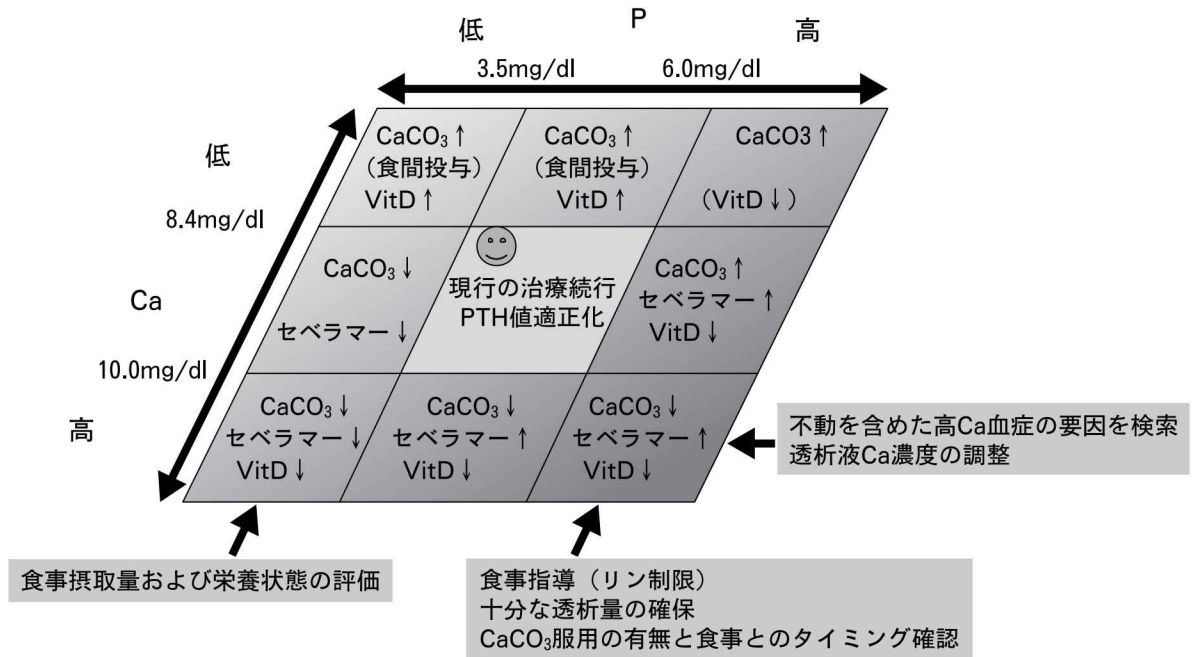 P
低
高
3.5mg/dl
6.0mg/dl
Ca
低
8.4mg/dl
10.0mg/dl
高
CaCO₃↑
(食間投与)
VitD↑
CaCO₃↑
(食間投与)
VitD↑
CaCO3↑
(VitD↓)
CaCO₃↓
セベラマー↓
現行の治療続行
PTH値適正化
CaCO₃↑
セベラマー↑
VitD↓
CaCO₃↓
セベラマー↓
VitD↓
CaCO₃↓
セベラマー↑
VitD↓
CaCO₃↓
セベラマー↑
VitD↓
不動を含めた高Ca血症の要因を検索
透析液Ca濃度の調整
食事摂取量および栄養状態の評価
食事指導（リン制限）
十分な透析量の確保
CaCO₃服用の有無と食事とのタイミング確認